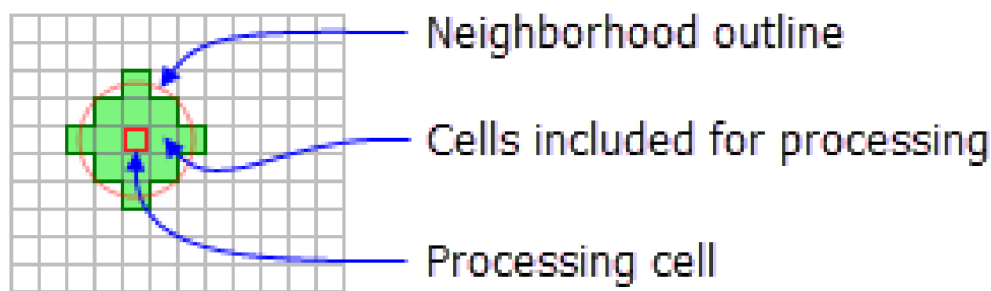 Neighborhood outline
Cells included for processing
Processing cell